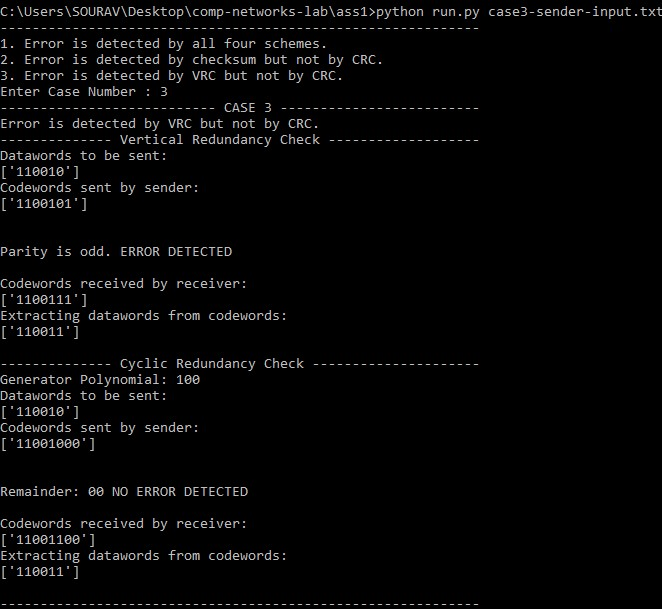 C:\Users\SOURAV\Desktop\comp-networks-lab\ass1>python run.py case3-sender-input.txt
------------------------------------------------------------
1. Error is detected by all four schemes.
2. Error is detected by checksum but not by CRC.
3. Error is detected by VRC but not by CRC.
Enter Case Number : 3
--------------------------- CASE 3 -------------------------
Error is detected by VRC but not by CRC.
-------------- Vertical Redundancy Check -------------------
Datawords to be sent:
['110010']
Codewords sent by sender:
['1100101']
Parity is odd. ERROR DETECTED
Codewords received by receiver:
['1100111']
Extracting datawords from codewords:
['110011']
-------------- Cyclic Redundancy Check ---------------------
Generator Polynomial: 100
Datawords to be sent:
['110010']
Codewords sent by sender:
['11001000']
Remainder: 00 NO ERROR DETECTED
Codewords received by receiver:
['11001100']
Extracting datawords from codewords:
['110011']
------------------------------------------------------------